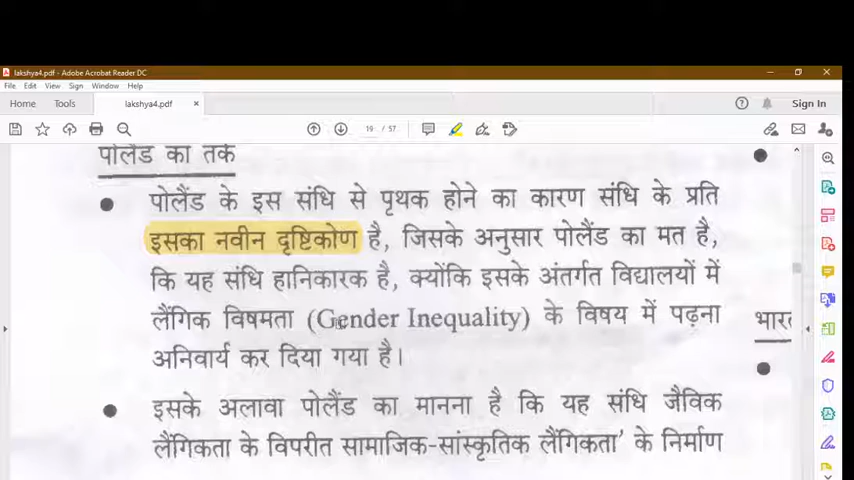 lakshya4.pdf - Adobe Acrobat Reader DC
File Edit View Sign Window Help
Home Tools lakshya4.pdf × Sign In
19 / 57
पोलैंड का तर्क
पोलैंड के इस संधि से पृथक होने का कारण संधि के प्रति
इसका नवीन दृष्टिकोण है, जिसके अनुसार पोलैंड का मत है,
कि यह संधि हानिकारक है, क्योंकि इसके अंतर्गत विद्यालयों में
लैंगिक विषमता (Gender Inequality) के विषय में पढ़ना
अनिवार्य कर दिया गया है।
इसके अलावा पोलैंड का मानना है कि यह संधि जैविक
लैंगिकता के विपरीत सामाजिक-सांस्कृतिक लैंगिकता' के निर्माण